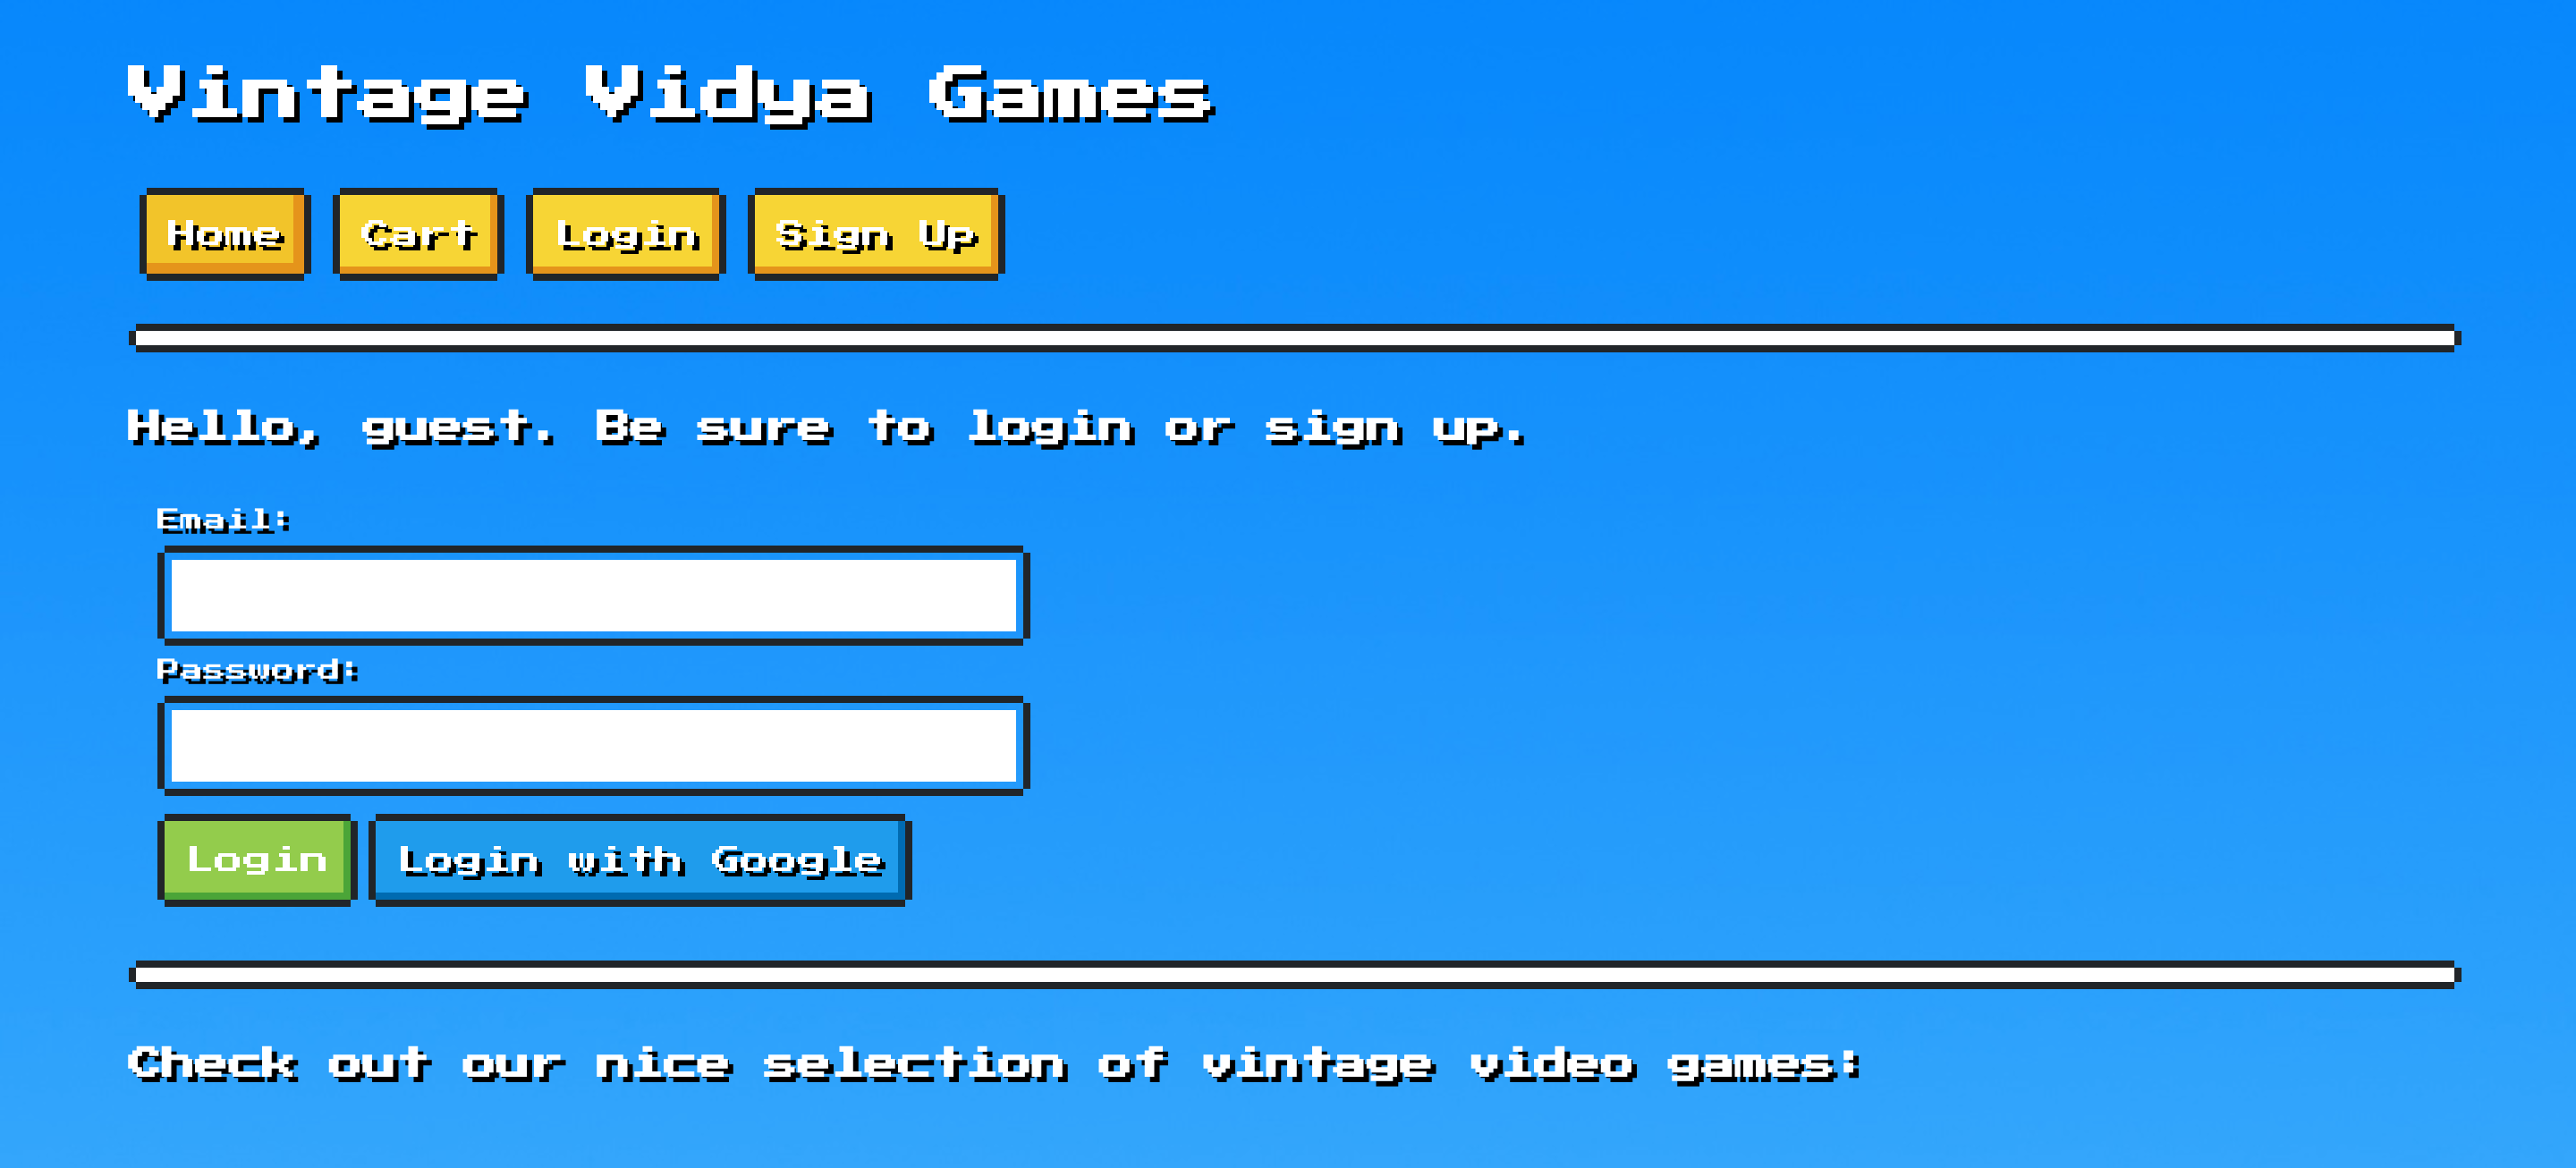 Vintage Vidya Games
Home Cart Login Sign Up
Hello, guest. Be sure to login or sign up.
Email:
Password:
Login Login with Google
Check out our nice selection of vintage video games: